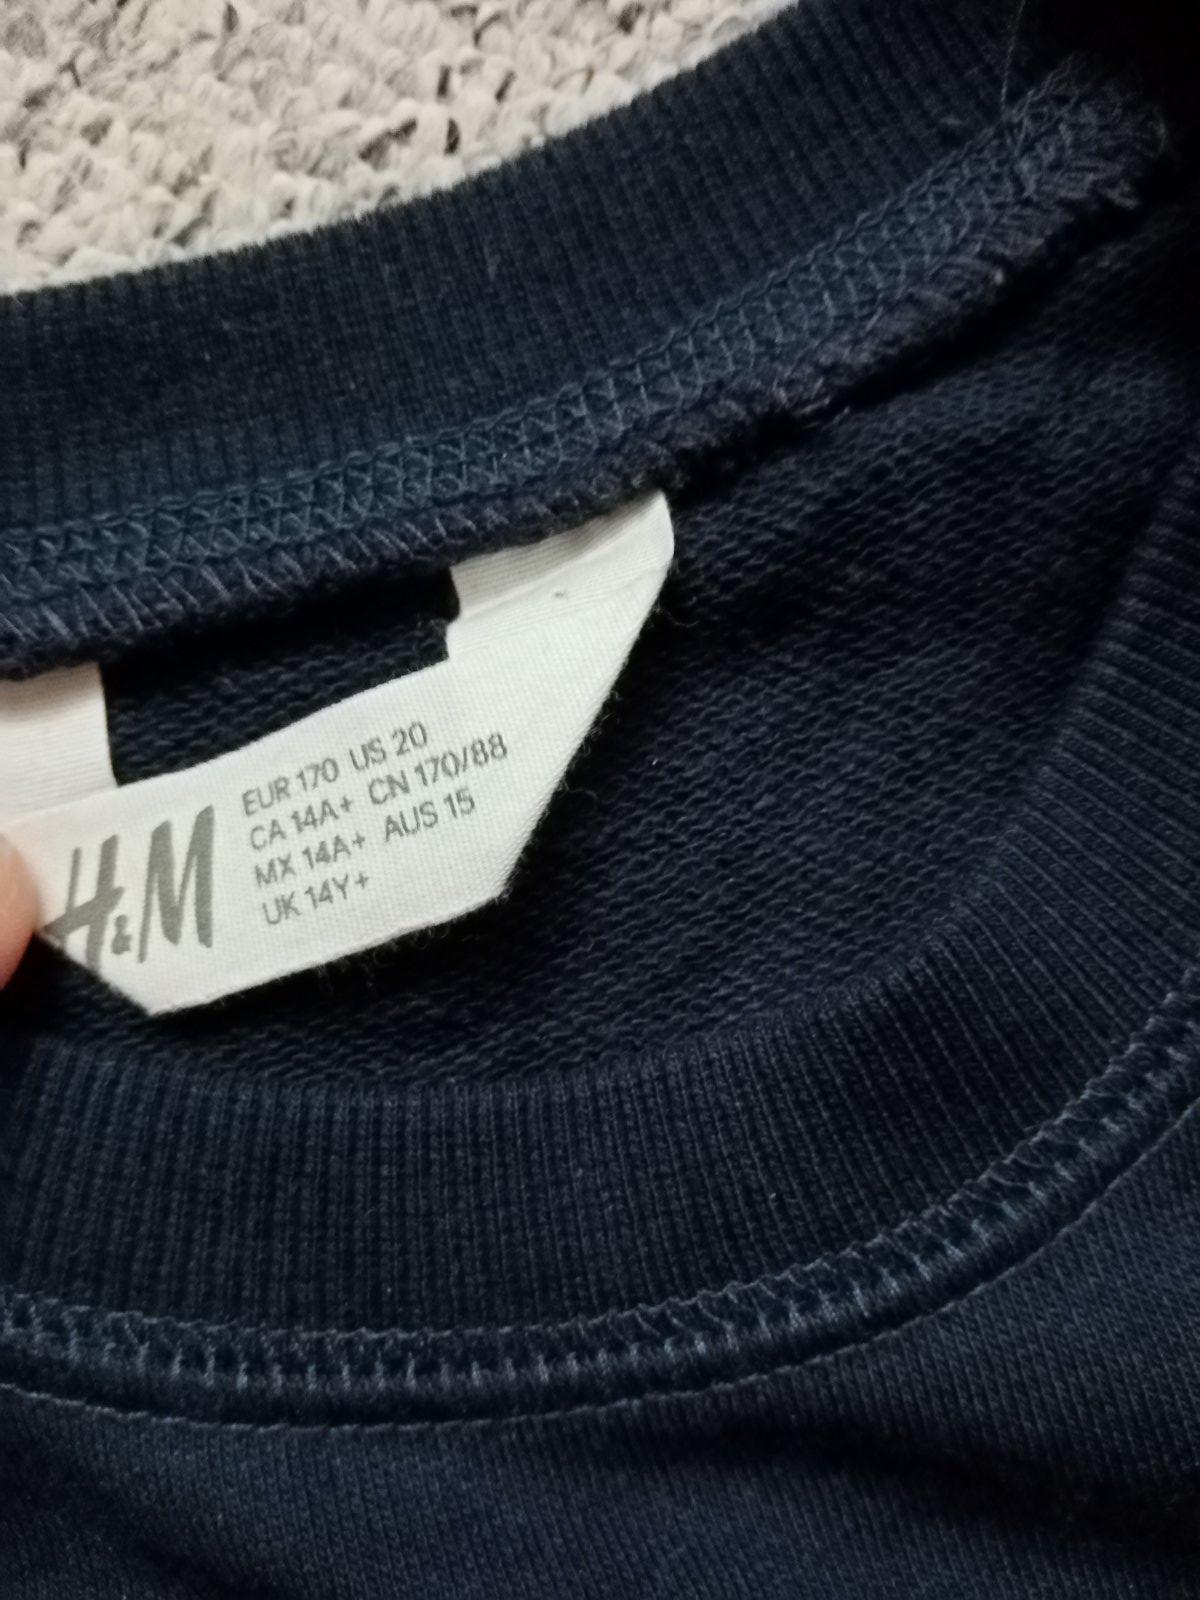 H&M
EUR 170 US 20
CA 14A+ CN 170/88
MX 14A+ AUS 15
UK 14Y+